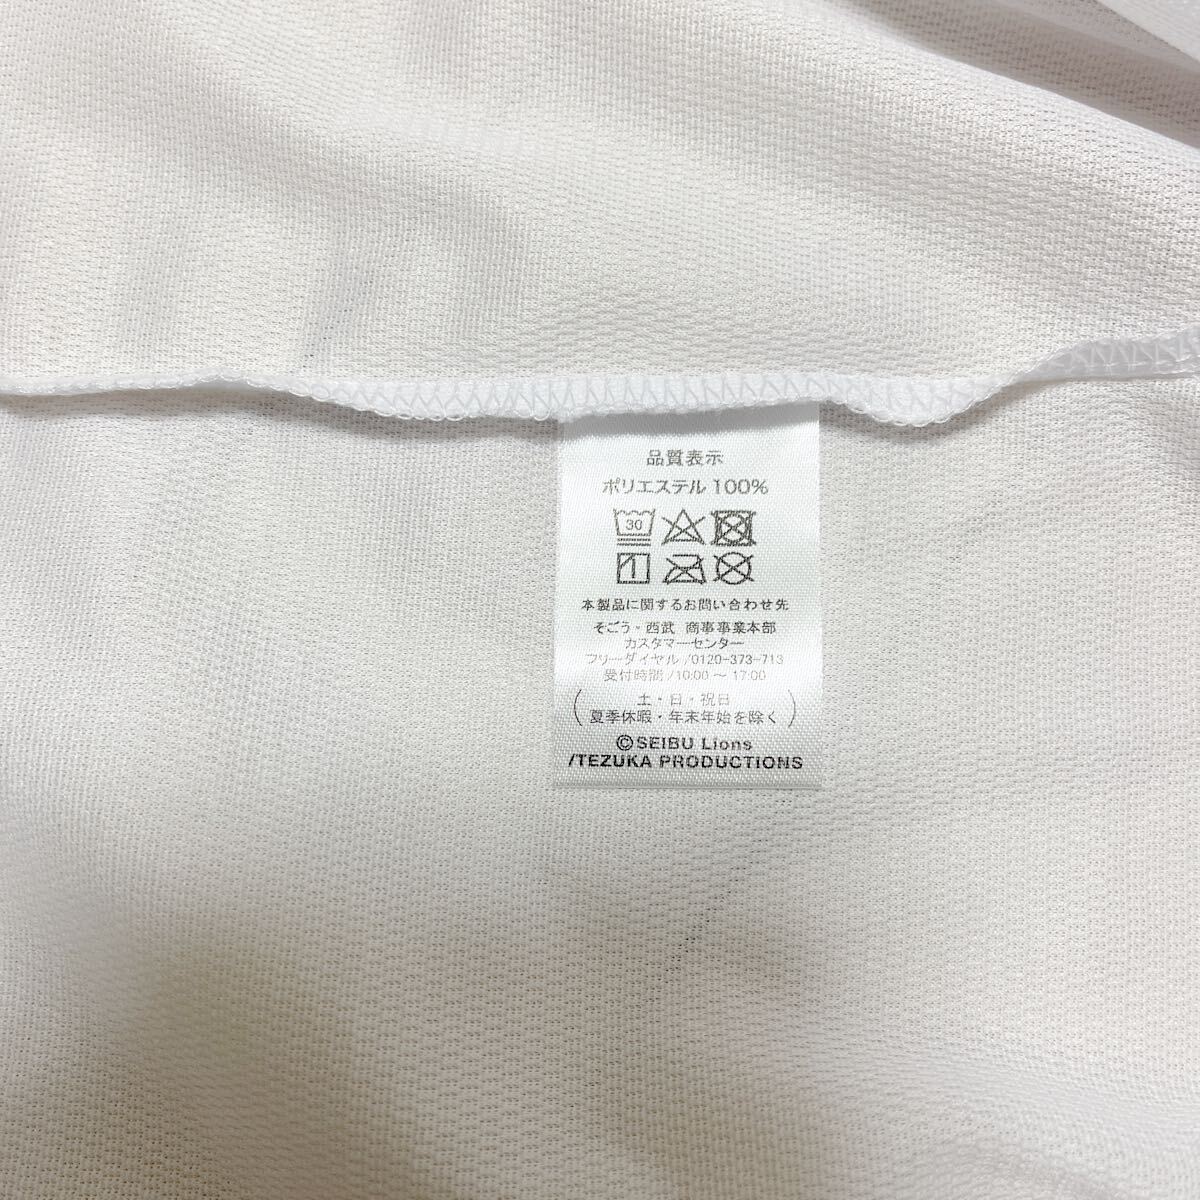 品質表示
ポリエステル 100%
30
本製品に関するお問い合わせ先
そごう・西武 商事事業本部
カスタマーセンター
フリーダイヤル/0120-373-713
受付時間/10:00～17:00
(土・日・祝日
夏季休暇・年末年始を除く)
©SEIBU Lions
/TEZUKA PRODUCTIONS